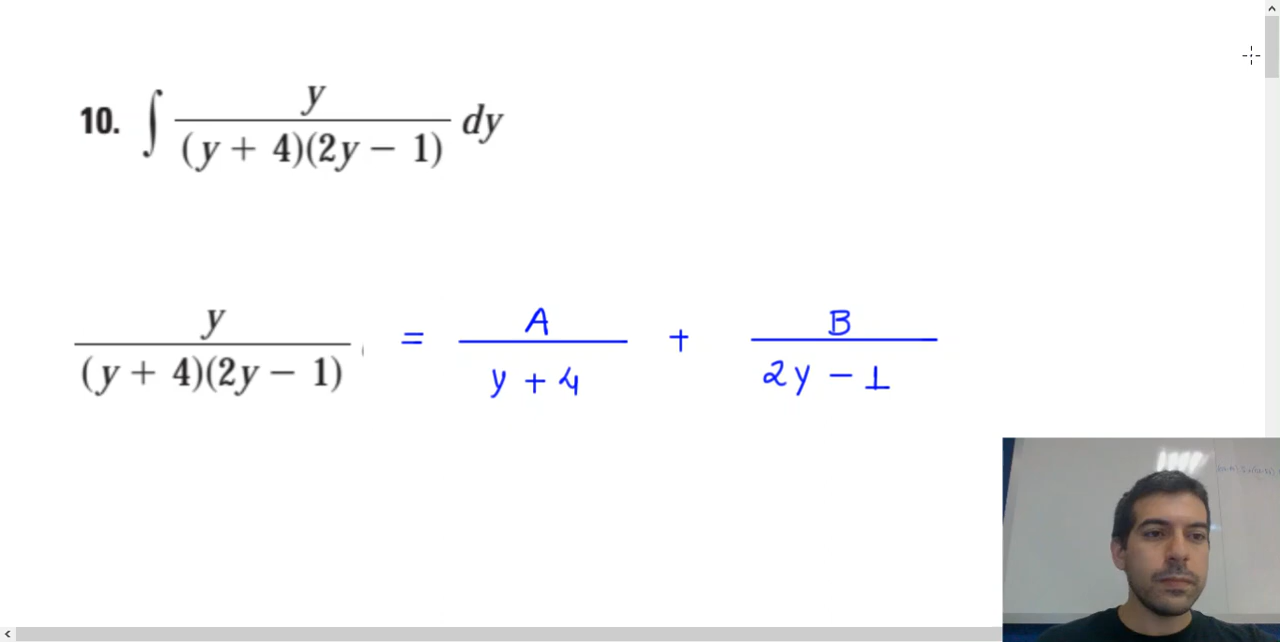 10. ∫ y / (y + 4)(2y − 1) dy
y / (y + 4)(2y − 1) = A / y + 4 + B / 2y − 1